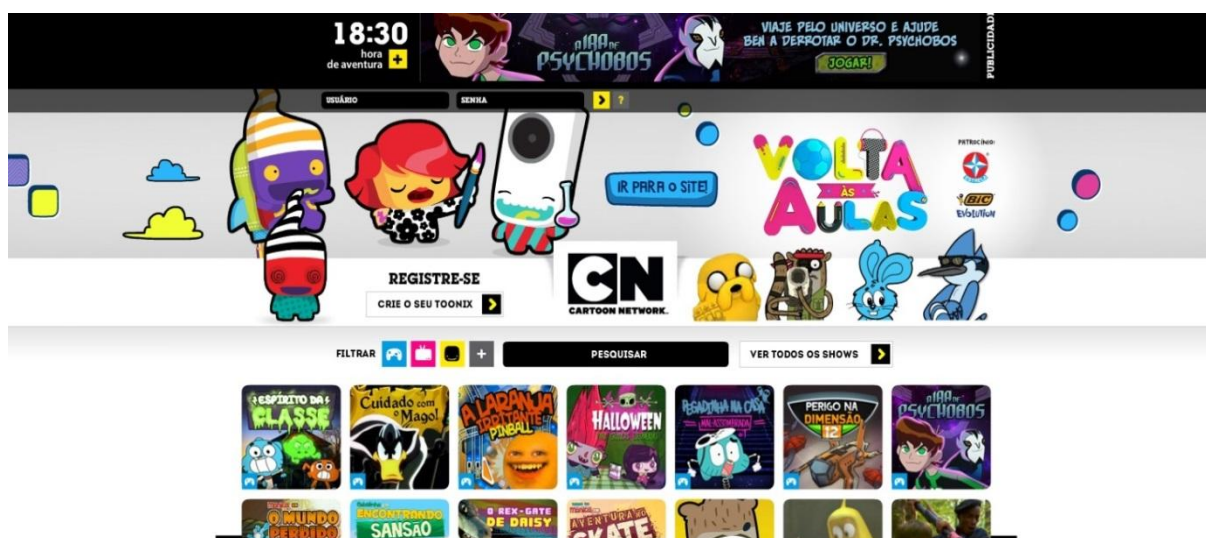 18:30
hora
de aventura +
A IRA DE
PSYCHOBOS
VIAJE PELO UNIVERSO E AJUDE
BEN A DERROTAR O DR. PSYCHOBOS
JOGAR!
PUBLICIDADE
USUÁRIO
SENHA
?
IR PARA O SITE!
VOLTA
ÀS
AULAS
PATROCÍNIO:
BIC
EVOLUTION
REGISTRE-SE
CRIE O SEU TOONIX
CN
CARTOON NETWORK.
FILTRAR
+
PESQUISAR
VER TODOS OS SHOWS
ESPÍRITO DA
CLASSE
Cuidado com
o Mago!
A LARANJA
IRRITANTE
PINBALL
HALLOWEEN
PEGADINHA NA CASA
MAL-ASSOMBRADA
PERIGO NA
DIMENSÃO
12
A IRA DE
PSYCHOBOS
O MUNDO
PERDIDO
ENCONTRANDO
SANSÃO
O REX-GATE
DE DAISY
AVENTURA NO
SKATE